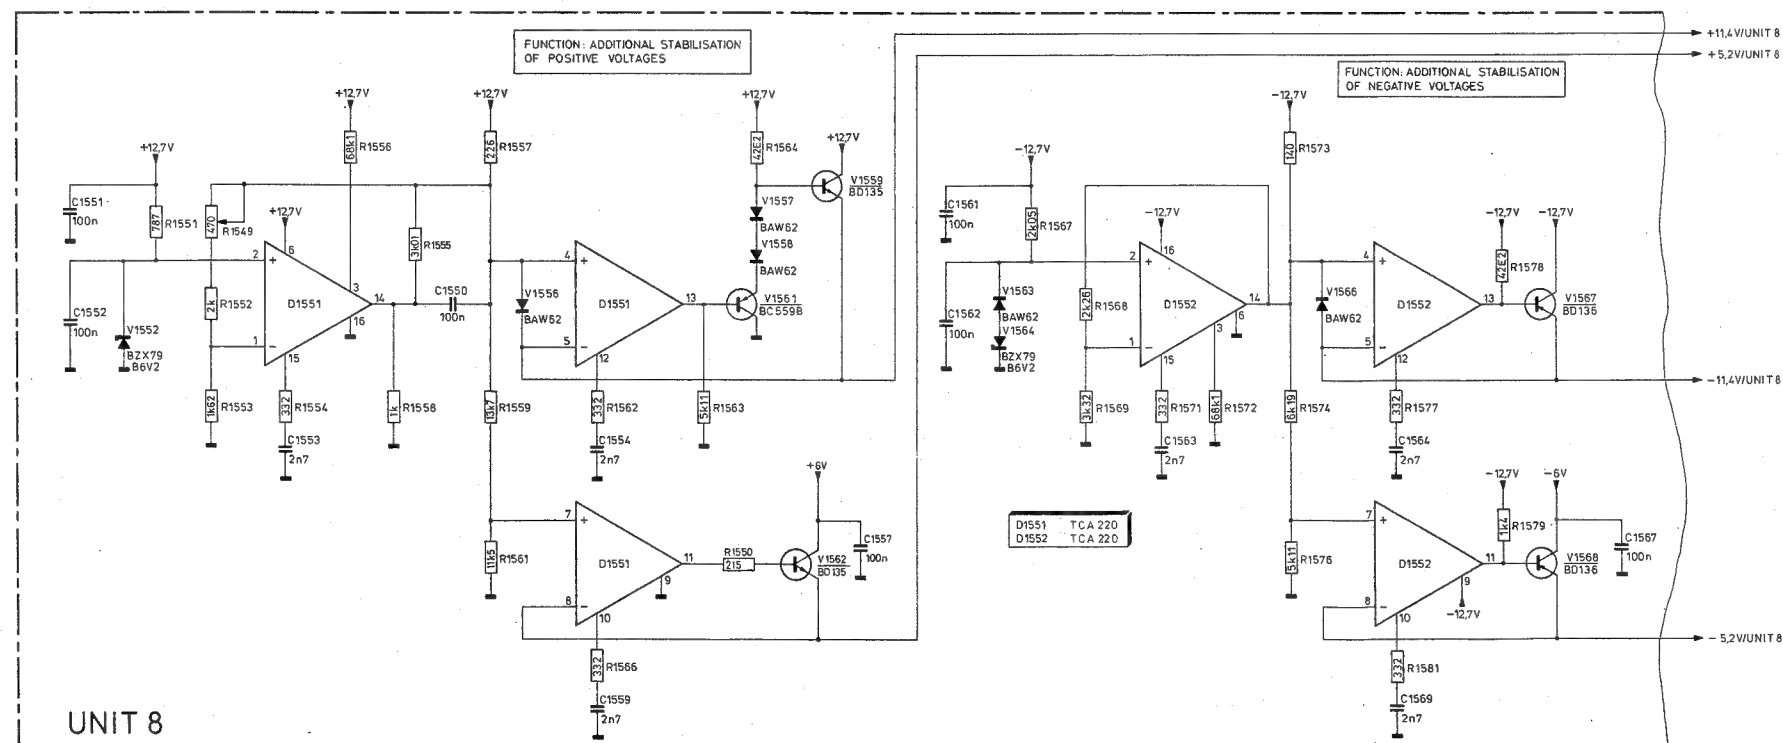 FUNCTION: ADDITIONAL STABILISATION
OF POSITIVE VOLTAGES
+11,4V/UNIT 8
+5,2V/UNIT 8
FUNCTION: ADDITIONAL STABILISATION
OF NEGATIVE VOLTAGES
+12,7V
68k1
R1556
+12,7V
226
R1557
+12,7V
42E2
R1564
+12,7V
V1559
BD135
+12,7V
C1551
100n
787
R1551
470
R1549
+12,7V
6
3k01
R1555
V1557
BAW62
V1558
BAW62
2
+
D1551
3
14
16
1
−
15
C1550
100n
4
+
V1556
BAW62
D1551
13
5
−
12
V1561
BC559B
C1552
100n
V1552
BZX79
B6V2
2k
R1552
1k62
R1553
332
R1554
C1553
2n7
1k
R1558
13k7
R1559
332
R1562
C1554
2n7
5k11
R1563
+6V
7
+
11k5
R1561
D1551
11
9
8
−
10
R1550
215
V1562
BD135
C1557
100n
332
R1566
C1559
2n7
UNIT 8
-12,7V
140
R1573
-12,7V
C1561
100n
2k05
R1567
-12,7V
16
2
+
D1552
14
6
3
1
−
15
C1562
100n
V1563
BAW62
V1564
BZX79
B6V2
2k26
R1568
3k32
R1569
332
R1571
C1563
2n7
68k1
R1572
6k19
R1574
-12,7V
-12,7V
42E2
R1578
4
+
V1566
BAW62
D1552
13
5
−
12
V1567
BD136
-11,4V/UNIT 8
332
R1577
C1564
2n7
-12,7V
-6V
1k4
R1579
C1567
100n
D1551 TCA 220
D1552 TCA 220
7
+
5k11
R1576
D1552
11
9
-12,7V
8
−
10
V1568
BD136
- 5,2V/UNIT 8
332
R1581
C1569
2n7